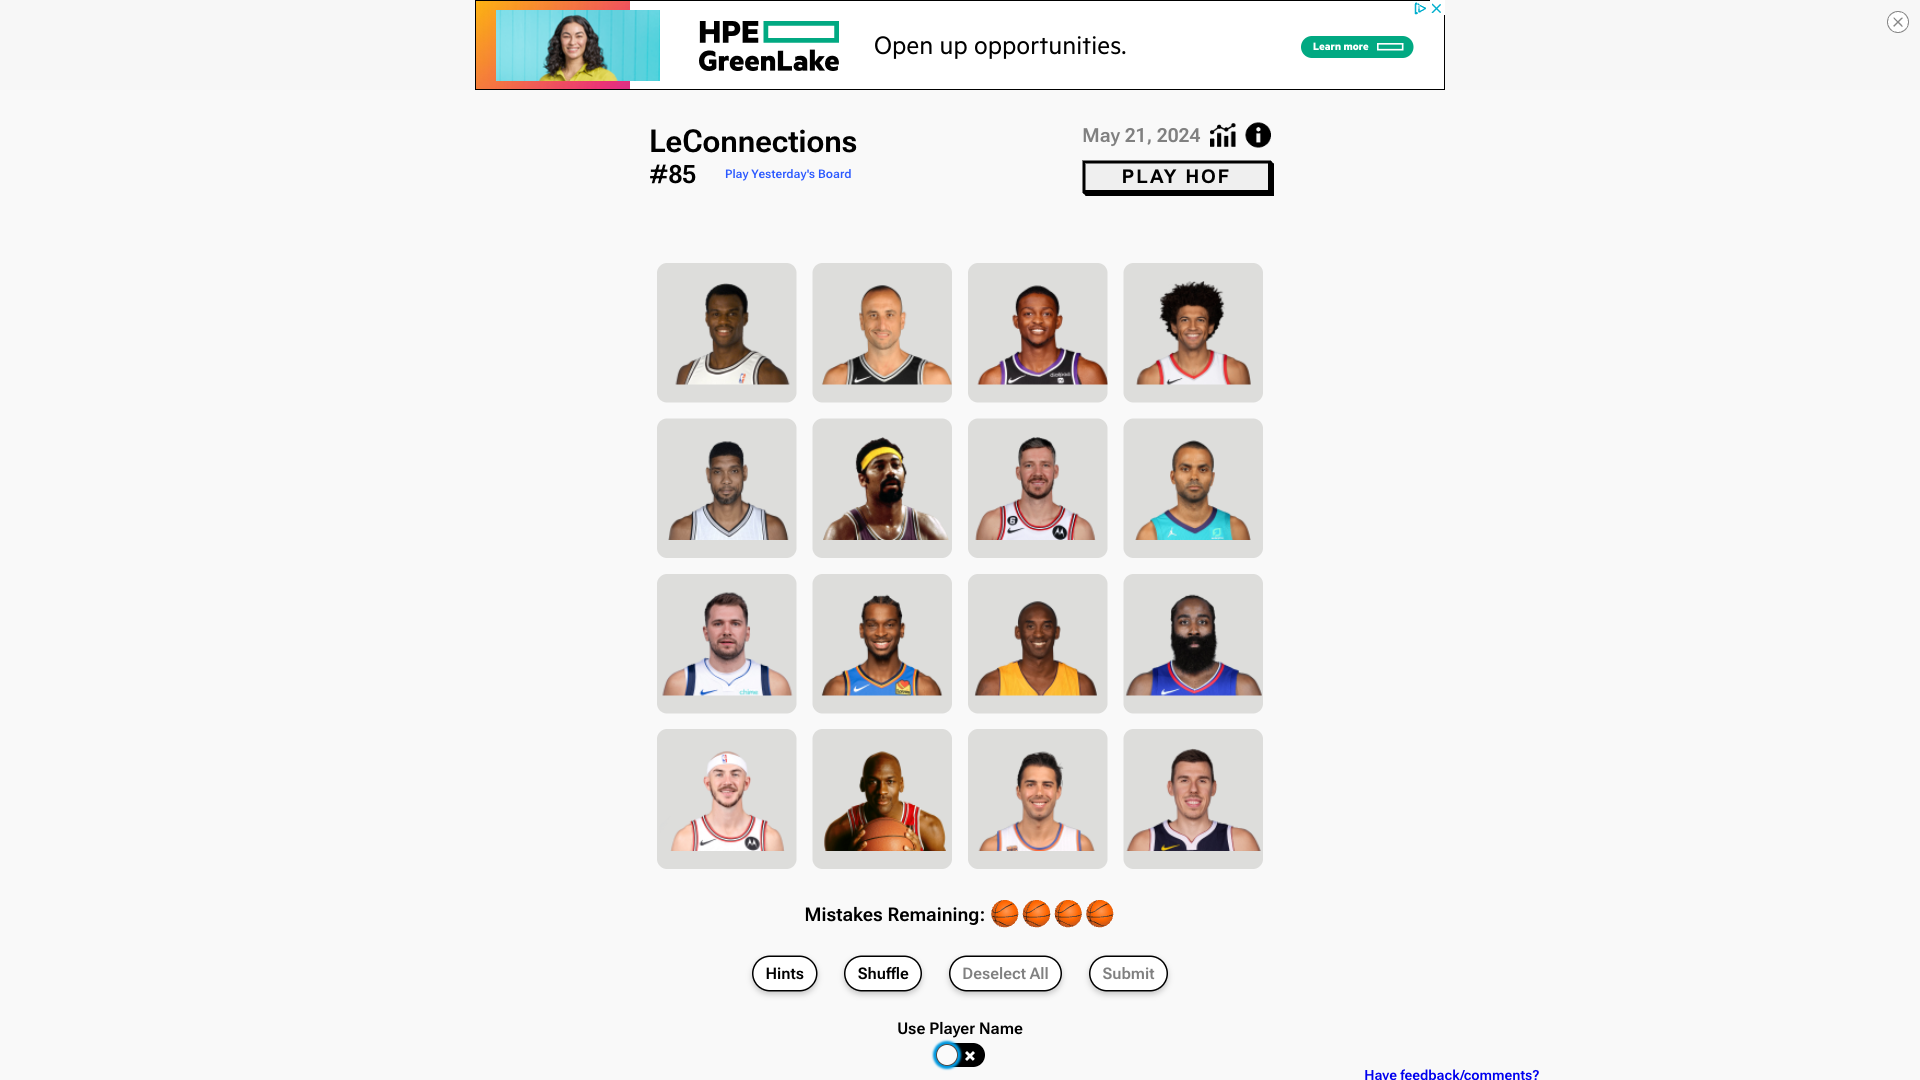 HPE
GreenLake
Open up opportunities.
Learn more
LeConnections
#85
Play Yesterday's Board
May 21, 2024
PLAY HOF
Mistakes Remaining:
Hints
Shuffle
Deselect All
Submit
Use Player Name
Have feedback/comments?